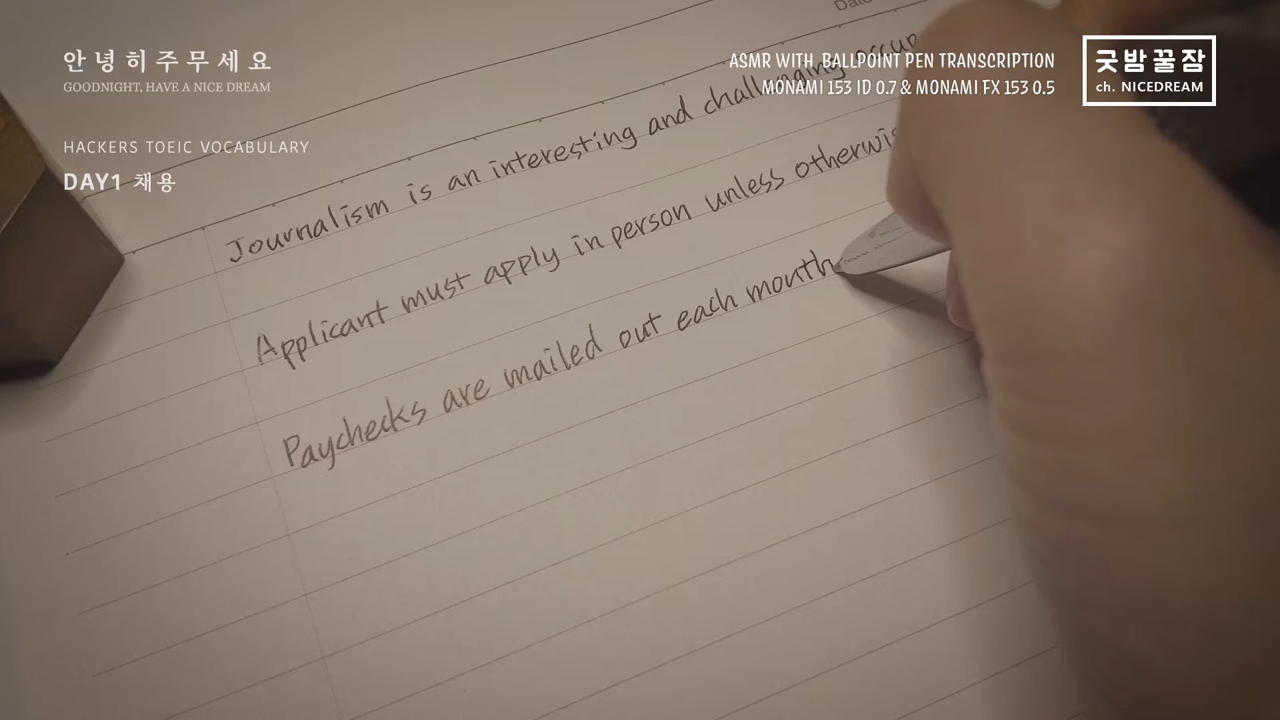 안녕히주무세요
GOODNIGHT, HAVE A NICE DREAM
HACKERS TOEIC VOCABULARY
DAY1 채용
ASMR WITH BALLPOINT PEN TRANSCRIPTION
MONAMI 153 ID 0.7 & MONAMI FX 153 0.5
굿밤꿀잠
ch. NICEDREAM
Journalism is an interesting and challenging
Applicant must apply in person unless
Paychecks are mailed out each month